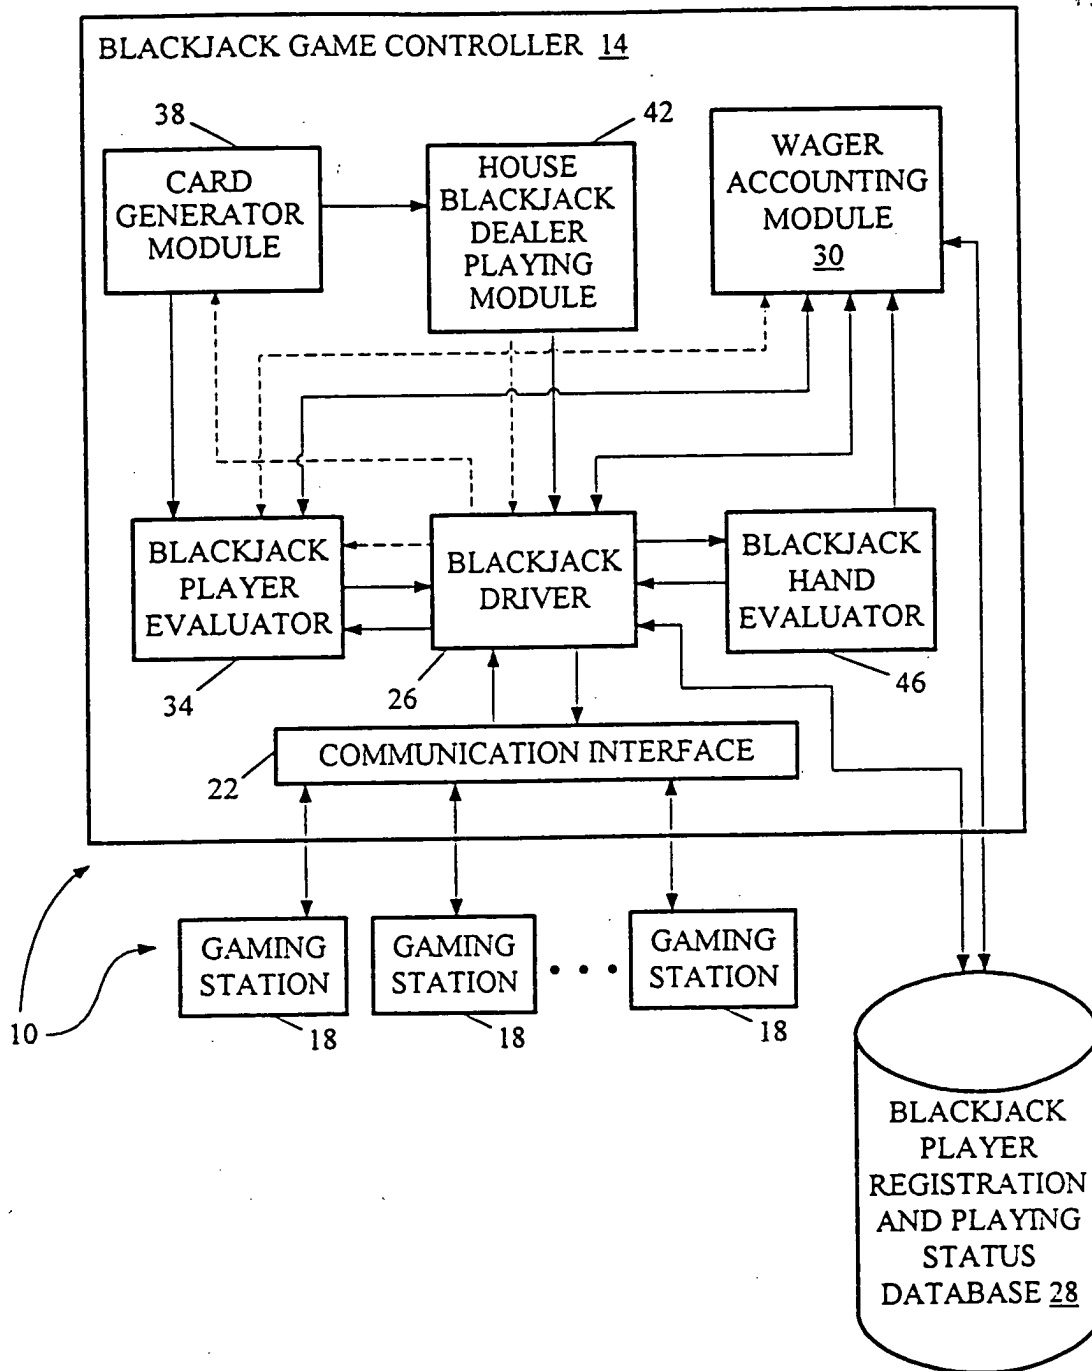 BLACKJACK GAME CONTROLLER 14
38
42
CARD
GENERATOR
MODULE
HOUSE
BLACKJACK
DEALER
PLAYING
MODULE
WAGER
ACCOUNTING
MODULE
30
BLACKJACK
PLAYER
EVALUATOR
BLACKJACK
DRIVER
BLACKJACK
HAND
EVALUATOR
34
26
46
COMMUNICATION INTERFACE
22
GAMING
STATION
GAMING
STATION
GAMING
STATION
10
18
18
18
BLACKJACK
PLAYER
REGISTRATION
AND PLAYING
STATUS
DATABASE 28